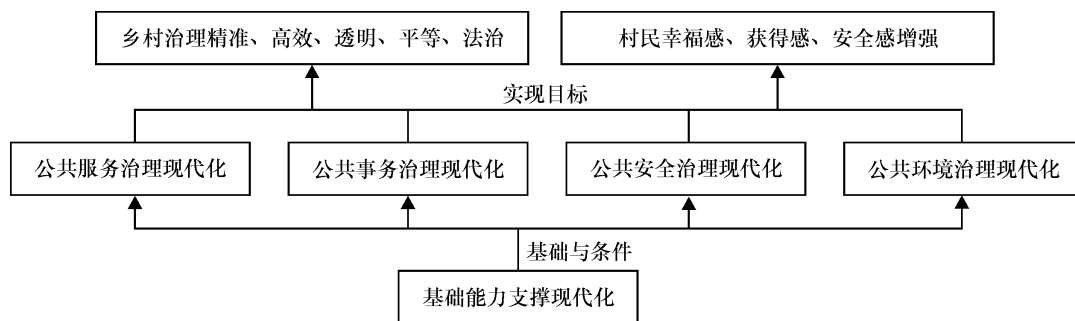 乡村治理精准、高效、透明、平等、法治
村民幸福感、获得感、安全感增强
实现目标
公共服务治理现代化
公共事务治理现代化
公共安全治理现代化
公共环境治理现代化
基础与条件
基础能力支撑现代化